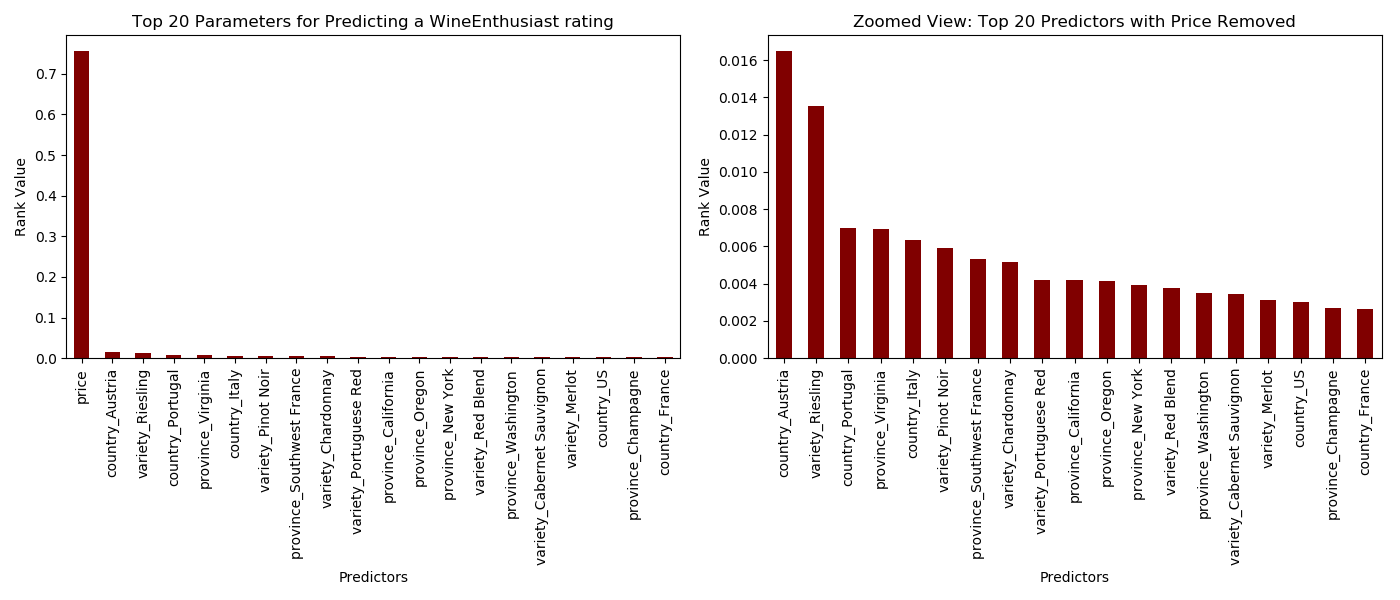 Top 20 Parameters for Predicting a WineEnthusiast rating
Rank Value
0.7
0.6
0.5
0.4
0.3
0.2
0.1
0.0
price
country_Austria
variety_Riesling
country_Portugal
province_Virginia
country_Italy
variety_Pinot Noir
province_Southwest France
variety_Chardonnay
variety_Portuguese Red
province_California
province_Oregon
province_New York
variety_Red Blend
province_Washington
variety_Cabernet Sauvignon
variety_Merlot
country_US
province_Champagne
country_France
Predictors
Zoomed View: Top 20 Predictors with Price Removed
Rank Value
0.016
0.014
0.012
0.010
0.008
0.006
0.004
0.002
0.000
country_Austria
variety_Riesling
country_Portugal
province_Virginia
country_Italy
variety_Pinot Noir
province_Southwest France
variety_Chardonnay
variety_Portuguese Red
province_California
province_Oregon
province_New York
variety_Red Blend
province_Washington
variety_Cabernet Sauvignon
variety_Merlot
country_US
province_Champagne
country_France
Predictors